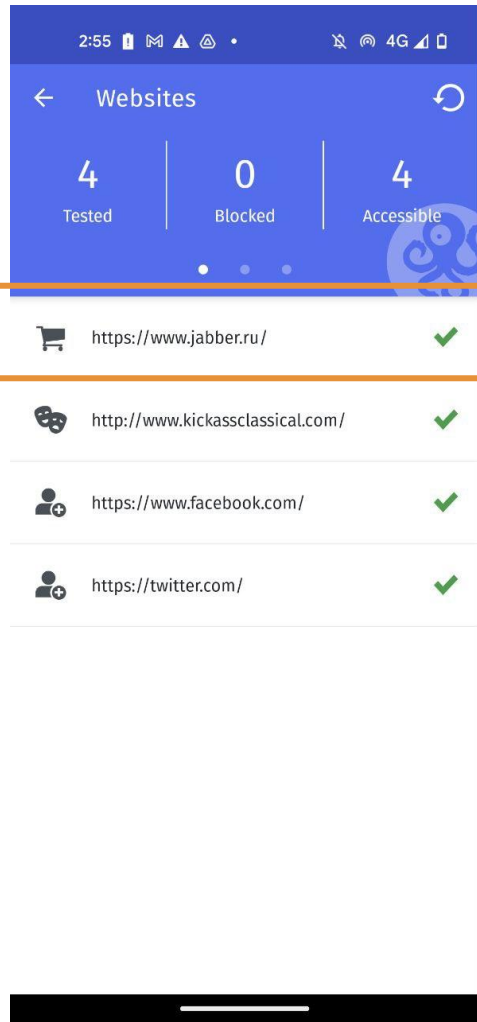 2:55 4G
Websites
4 0 4
Tested Blocked Accessible
https://www.jabber.ru/
http://www.kickassclassical.com/
https://www.facebook.com/
https://twitter.com/